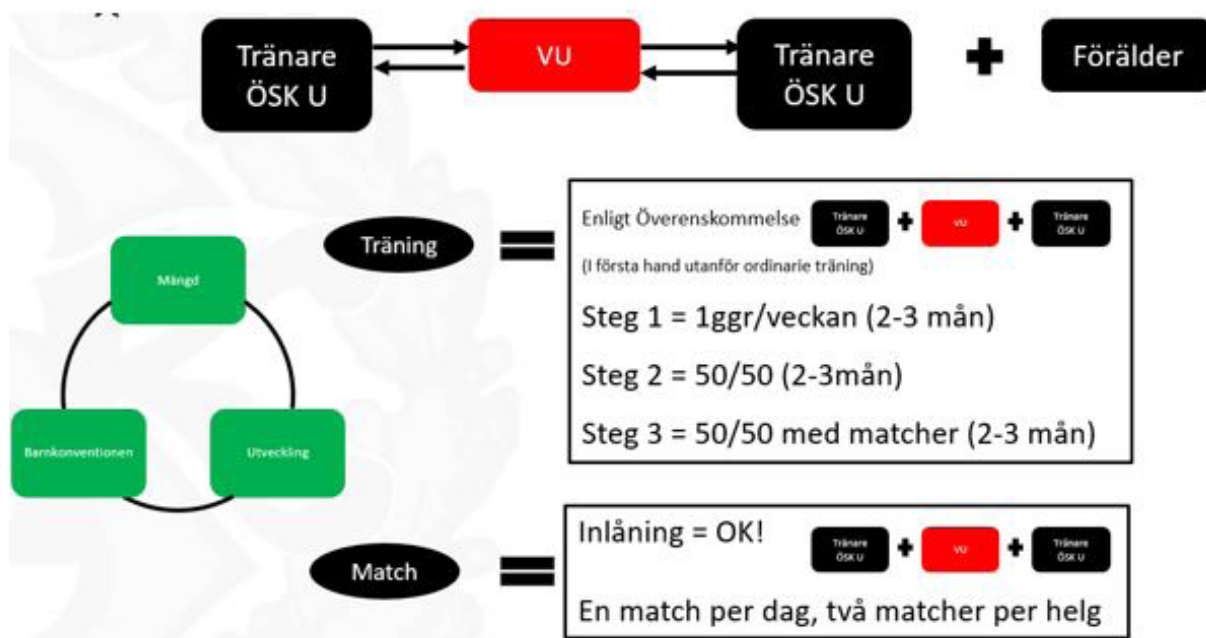 Tränare
ÖSK U
VU
Tränare
ÖSK U
Förälder
Träning
Enligt Överenskommelse
Tränare
ÖSK U
VU
Tränare
ÖSK U
(I första hand utanför ordinarie träning)
Steg 1 = 1ggr/veckan (2-3 mån)
Steg 2 = 50/50 (2-3mån)
Steg 3 = 50/50 med matcher (2-3 mån)
Mängd
Barnkonventionen
Utveckling
Match
Inlåning = OK!
Tränare
ÖSK U
VU
Tränare
ÖSK U
En match per dag, två matcher per helg